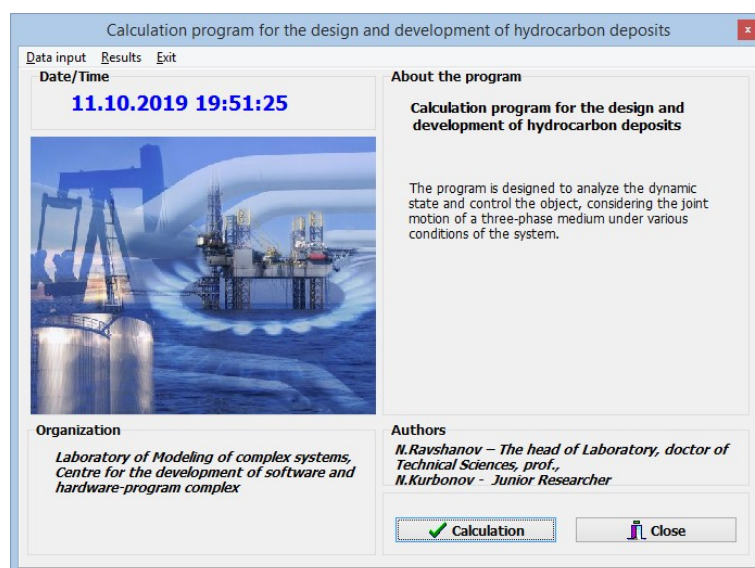 Calculation program for the design and development of hydrocarbon deposits
x
Data input Results Exit
Date/Time
11.10.2019 19:51:25
About the program
Calculation program for the design and
development of hydrocarbon deposits
The program is designed to analyze the dynamic
state and control the object, considering the joint
motion of a three-phase medium under various
conditions of the system.
Organization
Laboratory of Modeling of complex systems,
Centre for the development of software and
hardware-program complex
Authors
N.Ravshanov – The head of Laboratory, doctor of
Technical Sciences, prof.,
N.Kurbonov - Junior Researcher
Calculation
Close